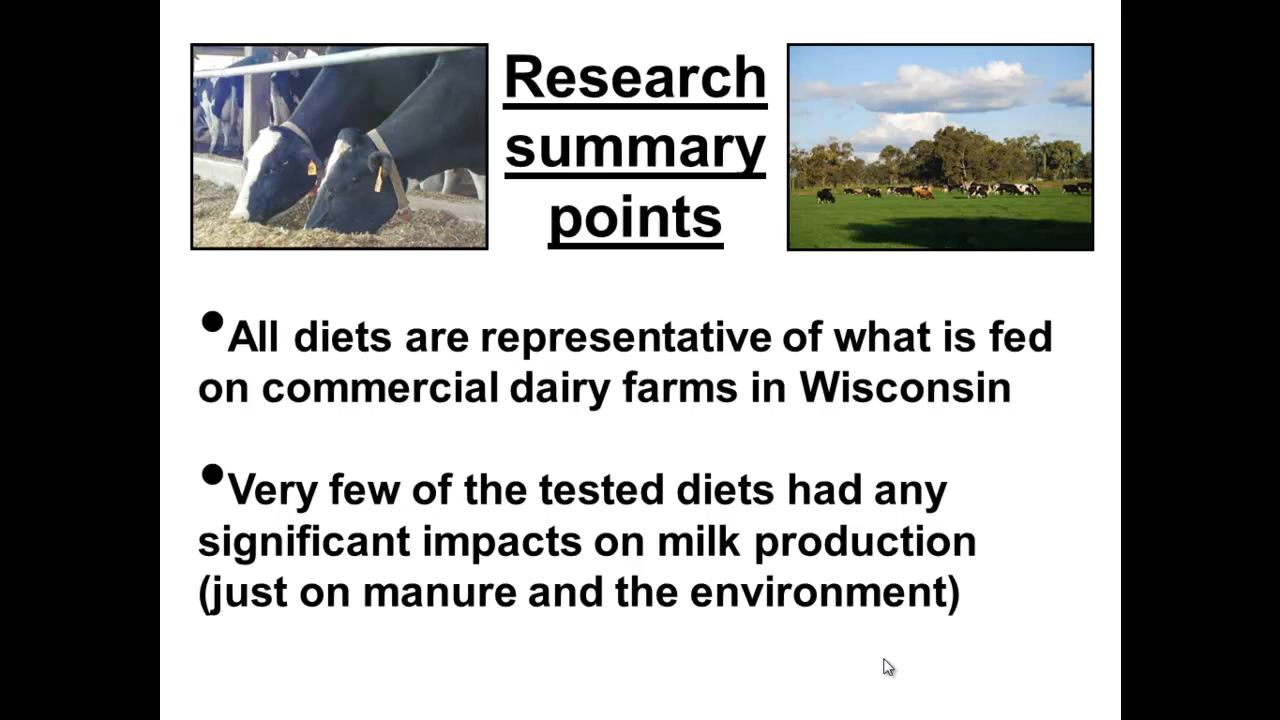 Research
summary
points
•All diets are representative of what is fed
on commercial dairy farms in Wisconsin
•Very few of the tested diets had any
significant impacts on milk production
(just on manure and the environment)